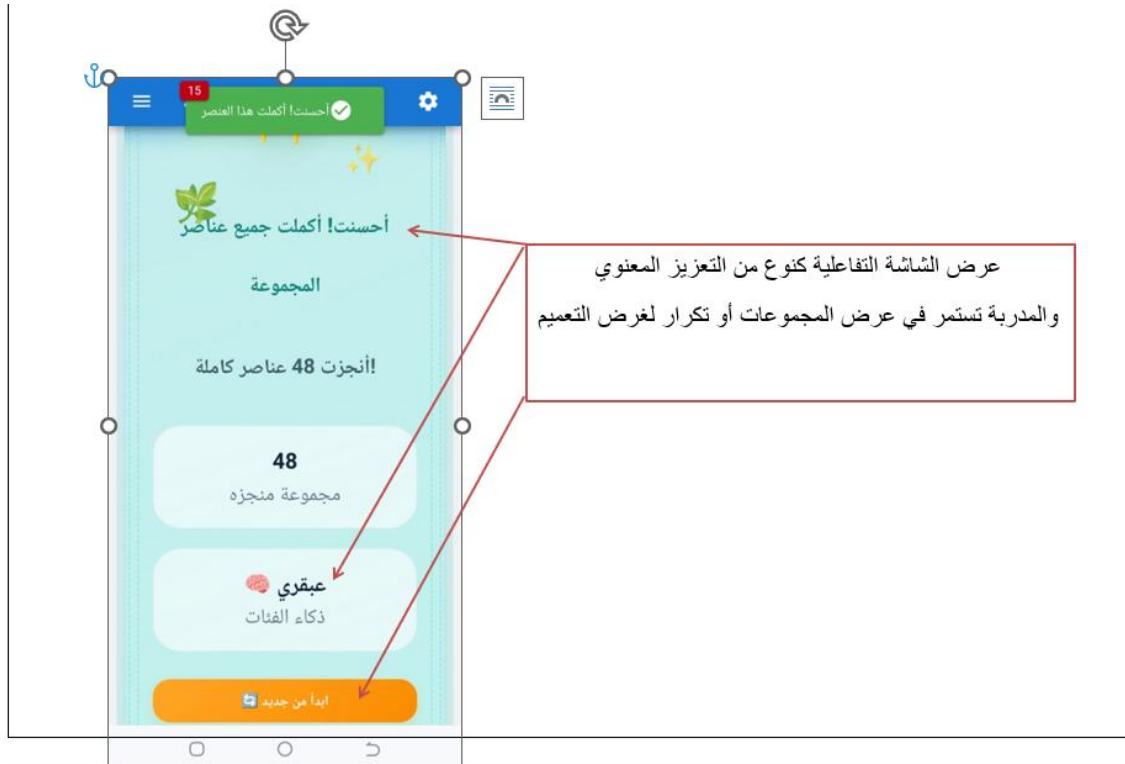 15
أحسنت! أكملت هذا العنصر
أحسنت! أكملت جميع عناصر
المجموعة
!أنجزت 48 عناصر كاملة
48
مجموعة منجزه
عبقري
ذكاء الفئات
ابدأ من جديد
عرض الشاشة التفاعلية كنوع من التعزيز المعنوي
والمدربة تستمر في عرض المجموعات أو تكرار لغرض التعميم